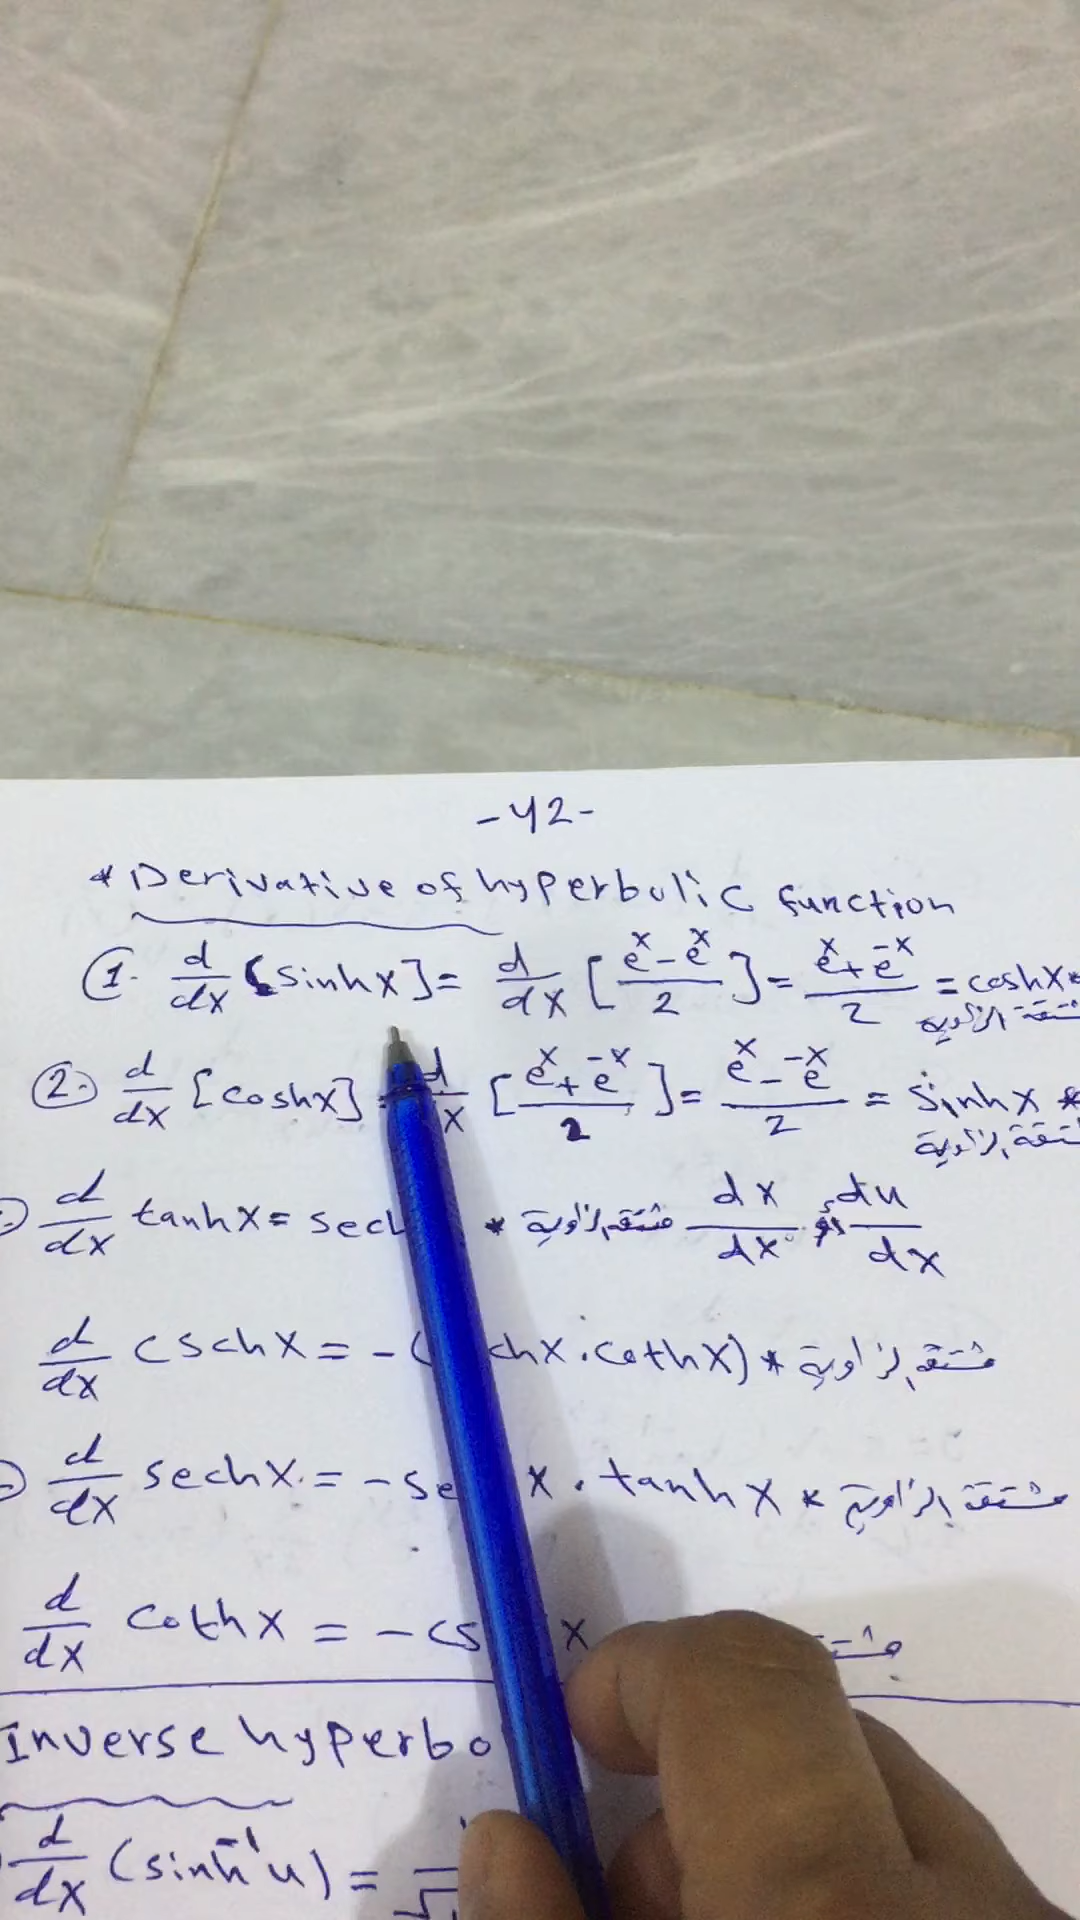 -42-
* Derivative of hyperbolic function
1. d/dx [sinhx] = d/dx [e^x - e^x / 2] = e^x + e^-x / 2 = coshx *
مشتقة الزاوية
2. d/dx [coshx] = d/dx [e^x + e^-x / 2] = e^x - e^-x / 2 = sinhx *
مشتقة الزاوية
d/dx tanhx = sech * مشتقة الزاوية dx/dx أو du/dx
d/dx cschx = -( chx . cothx) * مشتقة الزاوية
d/dx sechx = -se x . tanhx * مشتقة الزاوية
d/dx cothx = -cs x
Inverse hyperbo
d/dx (sinh^-1 u) =